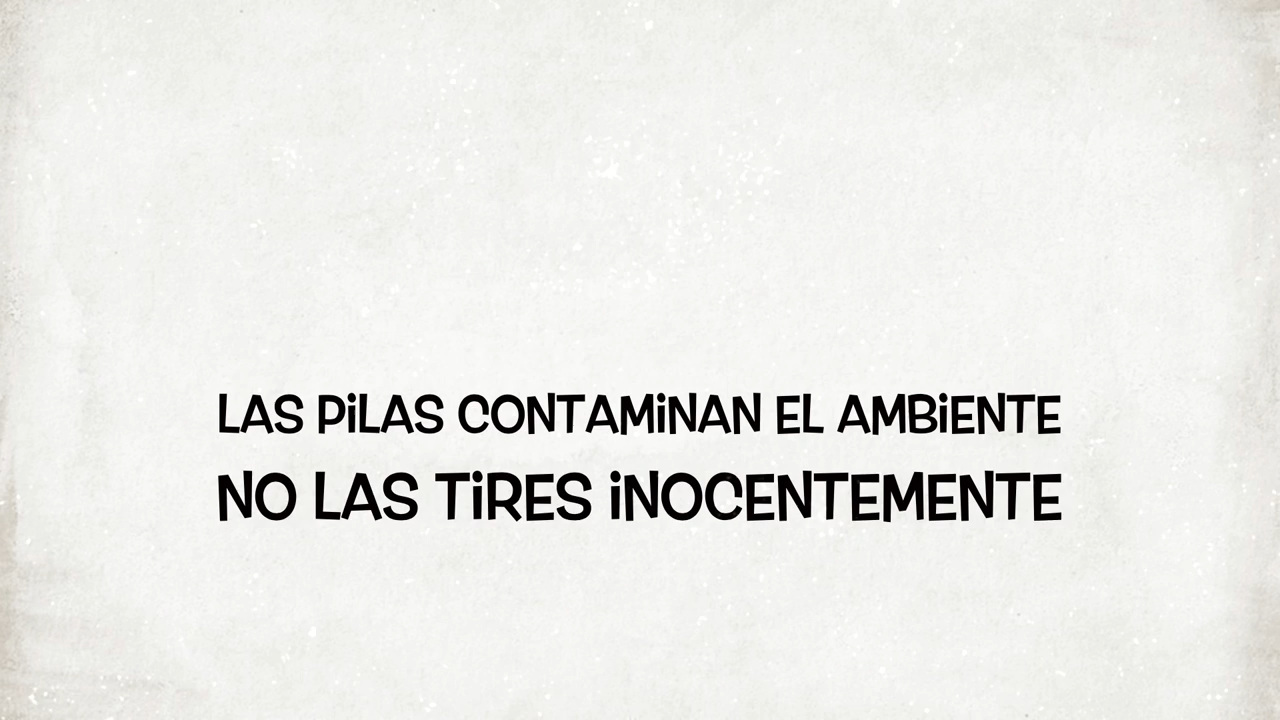 LAS PiLAS CONTAMiNAN EL AMBiENTE
NO LAS TiRES iNOCENTEMENTE